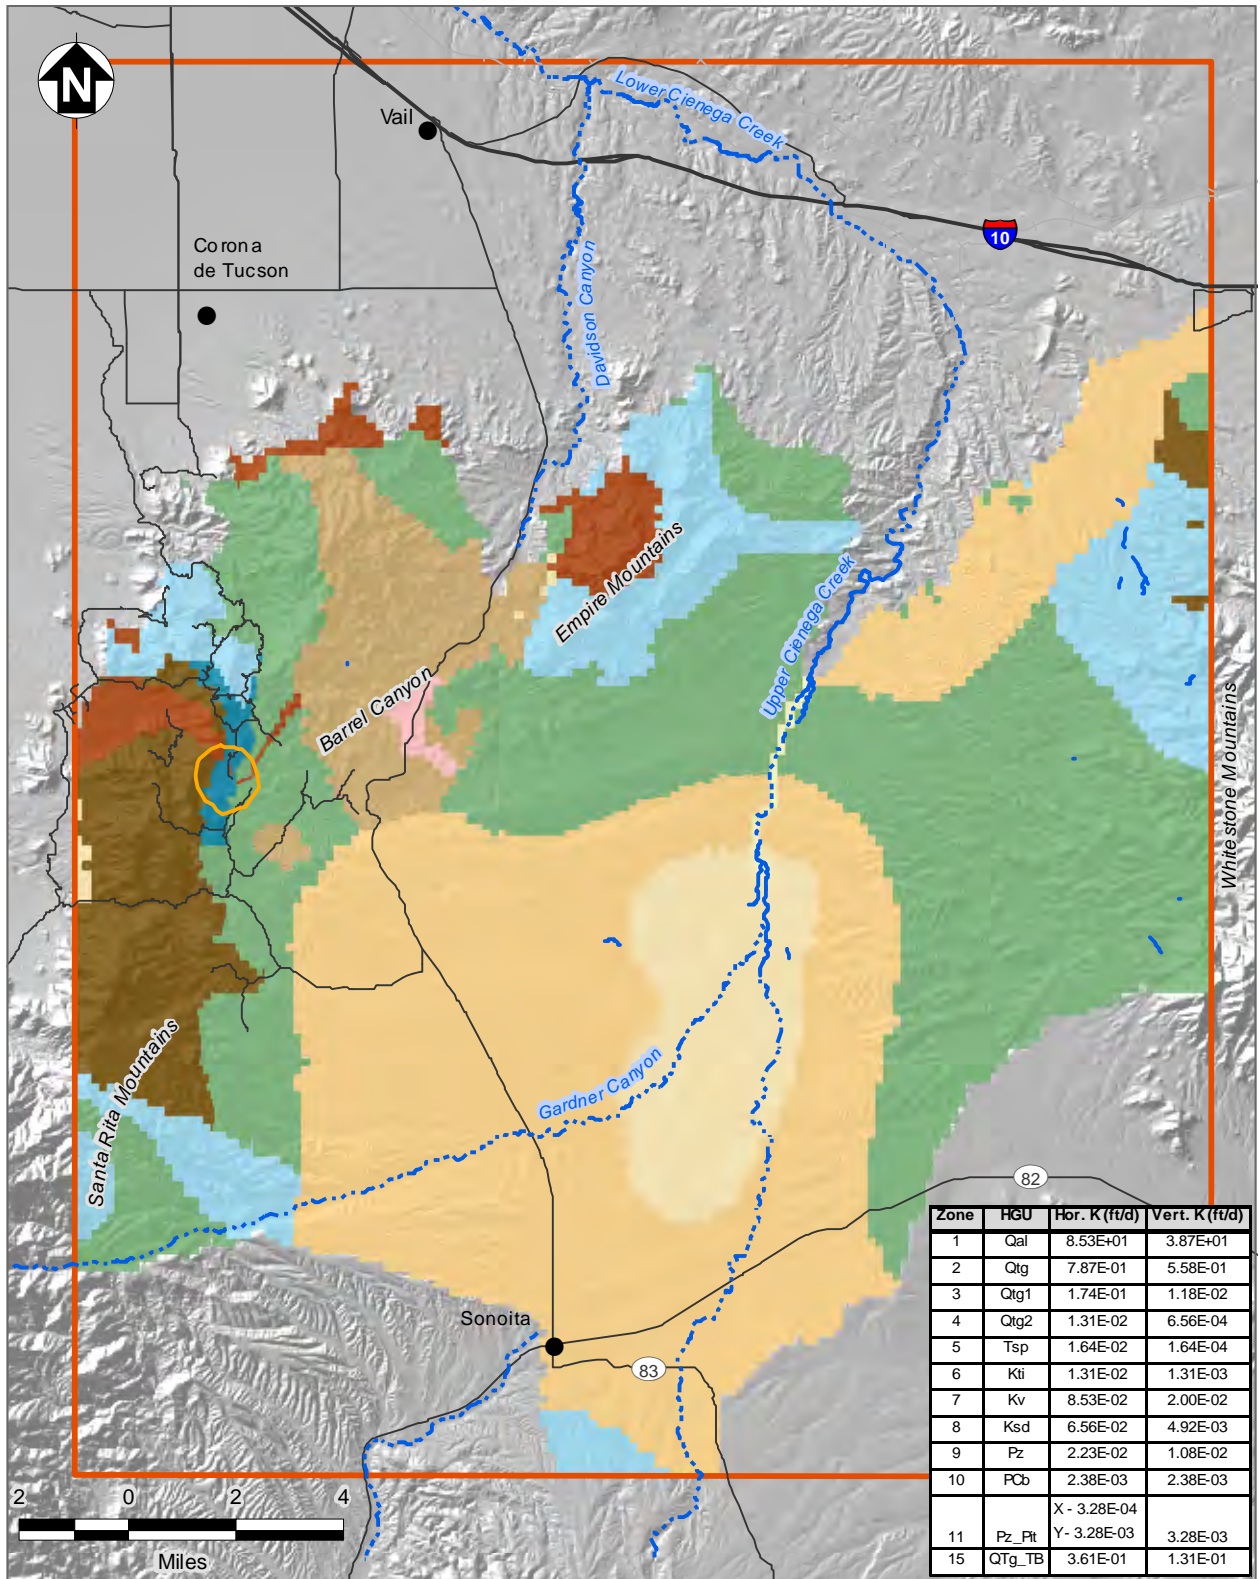 N
Lower Cienega Creek
Vail
10
Corona
de Tucson
Davidson Canyon
Empire Mountains
Upper Cienega Creek
Barrel Canyon
Whitestone Mountains
Santa Rita Mountains
Gardner Canyon
82
Sonoita
83
Zone HGU Hor. K (ft/d) Vert. K (ft/d)
1 Qal 8.53E+01 3.87E+01
2 Qtg 7.87E-01 5.58E-01
3 Qtg1 1.74E-01 1.18E-02
4 Qtg2 1.31E-02 6.56E-04
5 Tsp 1.64E-02 1.64E-04
6 Kti 1.31E-02 1.31E-03
7 Kv 8.53E-02 2.00E-02
8 Ksd 6.56E-02 4.92E-03
9 Pz 2.23E-02 1.08E-02
10 PCb 2.38E-03 2.38E-03
X - 3.28E-04
11 Pz_Pit Y - 3.28E-03 3.28E-03
15 QTg_TB 3.61E-01 1.31E-01
2 0 2 4
Miles